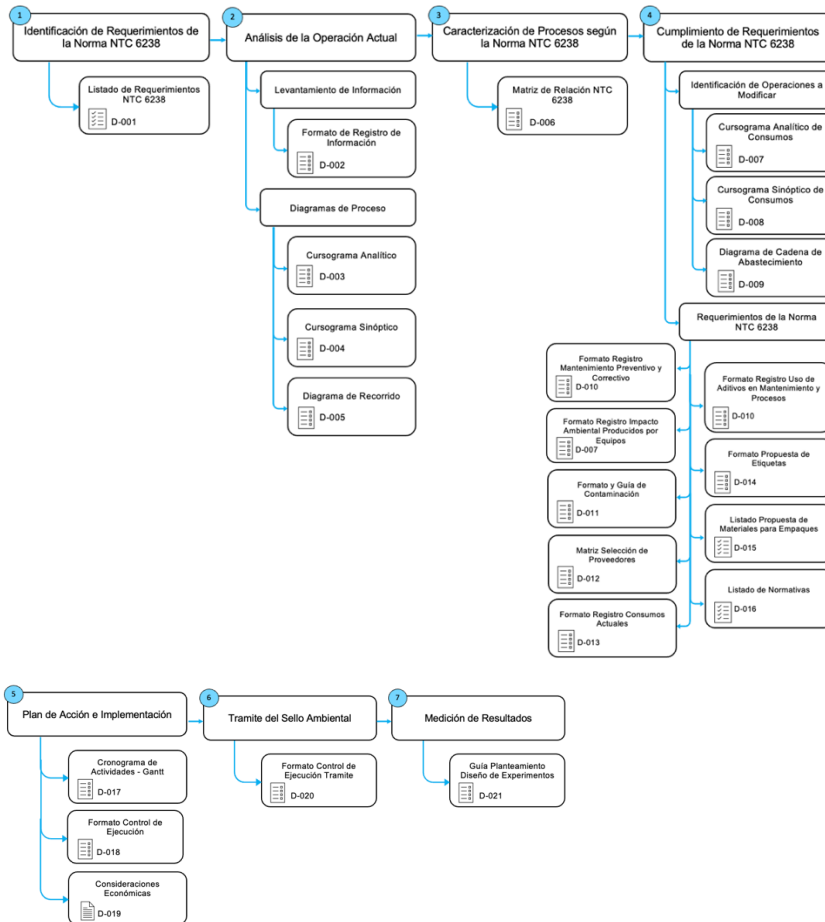 1
Identificación de Requerimientos de
la Norma NTC 6238
Listado de Requerimientos
NTC 6238
D-001
2
Análisis de la Operación Actual
Levantamiento de Información
Formato de Registro de
Información
D-002
Diagramas de Proceso
Cursograma Analítico
D-003
Cursograma Sinóptico
D-004
Diagrama de Recorrido
D-005
3
Caracterización de Procesos según
la Norma NTC 6238
Matriz de Relación NTC
6238
D-006
4
Cumplimiento de Requerimientos
de la Norma NTC 6238
Identificación de Operaciones a
Modificar
Cursograma Analítico de
Consumos
D-007
Cursograma Sinóptico de
Consumos
D-008
Diagrama de Cadena de
Abastecimiento
D-009
Requerimientos de la Norma
NTC 6238
Formato Registro
Mantenimiento Preventivo y
Correctivo
D-010
Formato Registro Impacto
Ambiental Producidos por
Equipos
D-007
Formato y Guía de
Contaminación
D-011
Matriz Selección de
Proveedores
D-012
Formato Registro Consumos
Actuales
D-013
Formato Registro Uso de
Aditivos en Mantenimiento y
Procesos
D-010
Formato Propuesta de
Etiquetas
D-014
Listado Propuesta de
Materiales para Empaques
D-015
Listado de Normativas
D-016
5
Plan de Acción e Implementación
Cronograma de
Actividades - Gantt
D-017
Formato Control de
Ejecución
D-018
Consideraciones
Económicas
D-019
6
Tramite del Sello Ambiental
Formato Control de
Ejecución Tramite
D-020
7
Medición de Resultados
Guía Planteamiento
Diseño de Experimentos
D-021